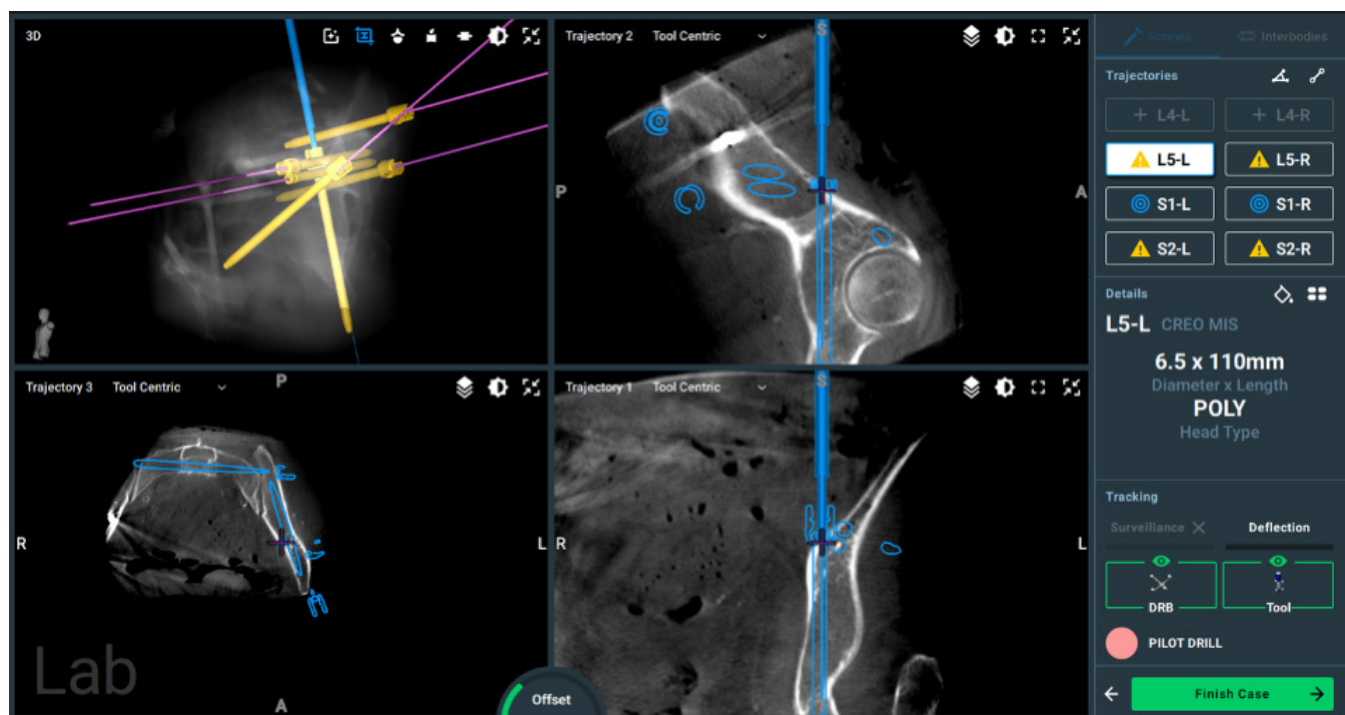 3D
Trajectory 2 Tool Centric
S
P
A
Trajectory 3 Tool Centric
P
R
L
A
Lab
Trajectory 1 Tool Centric
S
R
L
Offset
Screws Interbodies
Trajectories
+ L4-L + L4-R
L5-L L5-R
S1-L S1-R
S2-L S2-R
Details
L5-L CREO MIS
6.5 x 110mm
Diameter x Length
POLY
Head Type
Tracking
Surveillance X Deflection
DRB Tool
PILOT DRILL
Finish Case